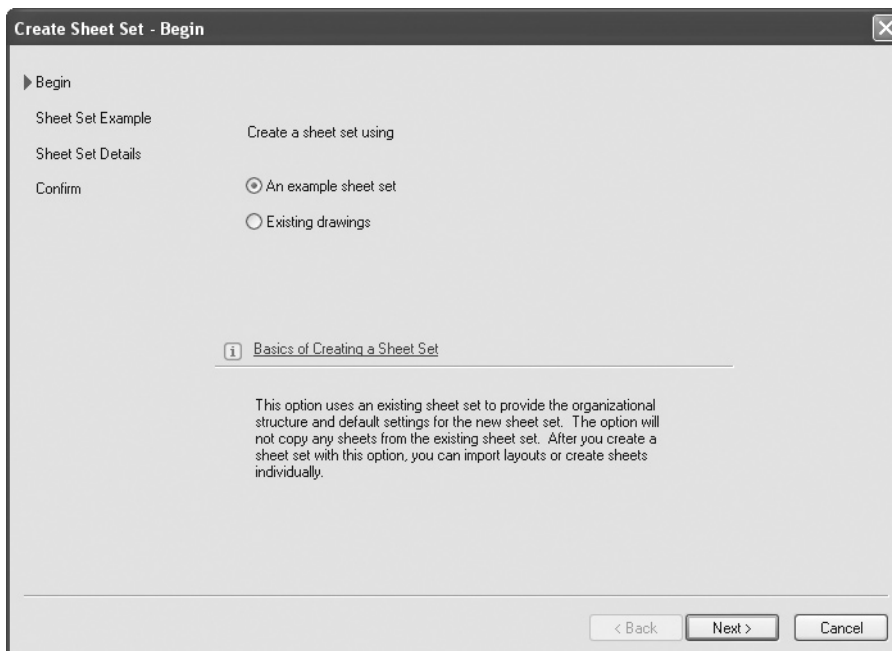 Create Sheet Set - Begin
Begin
Sheet Set Example
Sheet Set Details
Confirm
Create a sheet set using
An example sheet set
Existing drawings
Basics of Creating a Sheet Set
This option uses an existing sheet set to provide the organizational
structure and default settings for the new sheet set. The option will
not copy any sheets from the existing sheet set. After you create a
sheet set with this option, you can import layouts or create sheets
individually.
< Back
Next >
Cancel